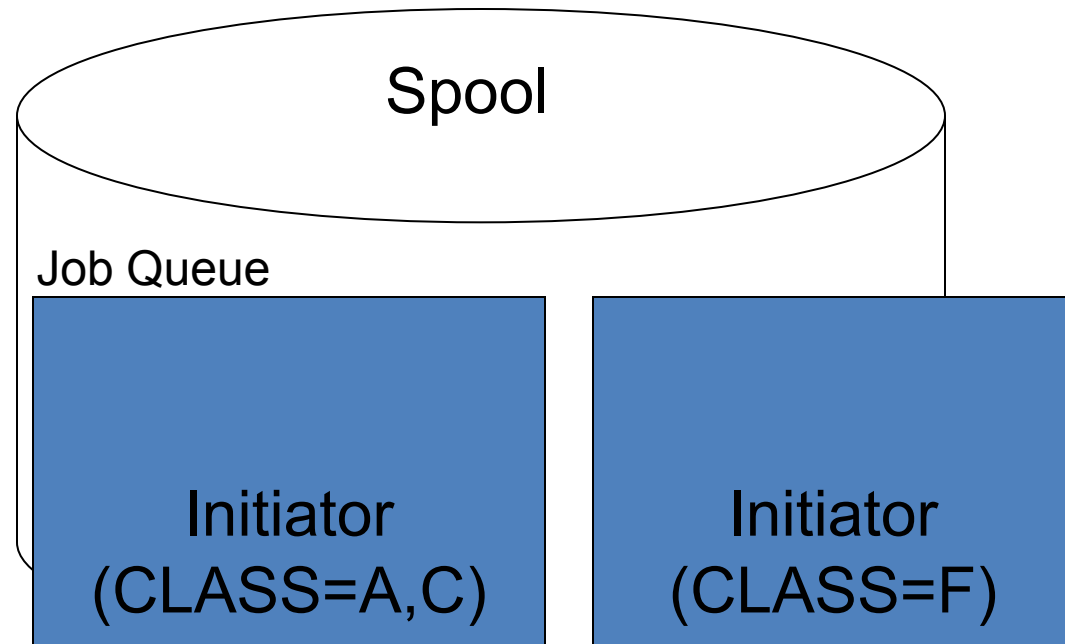 Spool
Job Queue
Initiator
(CLASS=A,C)
Initiator
(CLASS=F)